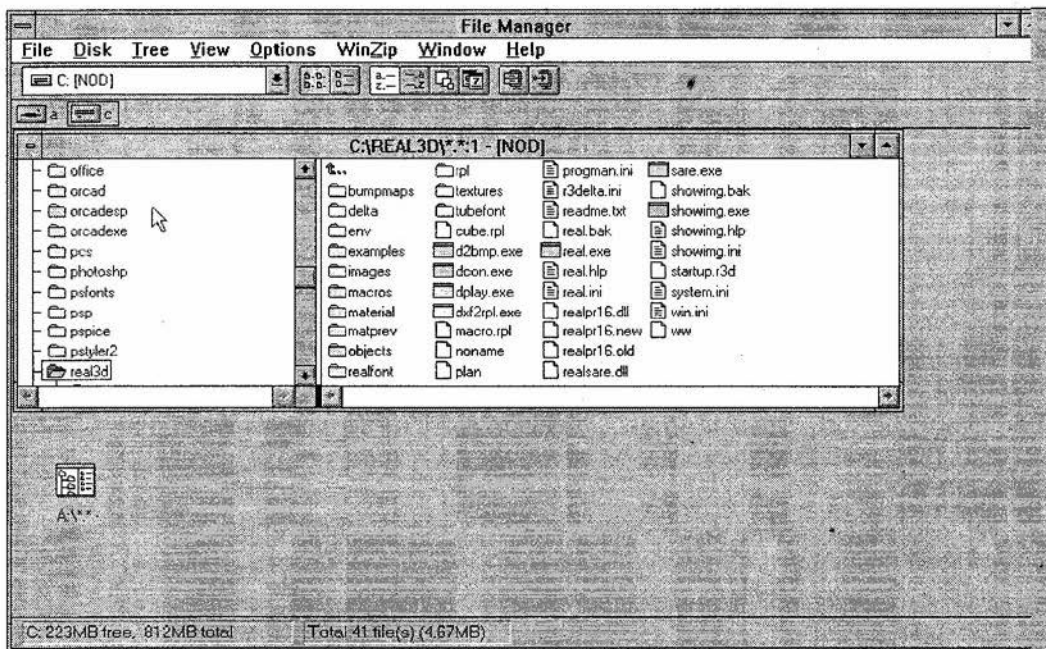 File Manager
File Disk Tree View Options WinZip Window Help
C: [NOD]
a c
C:\REAL3D\*.*:1 - [NOD]
office
orcad
orcadesp
orcadexe
pcs
photoshp
psfonts
psp
pspice
pstyler2
real3d
..
bumpmaps
delta
env
examples
images
macros
material
matprev
objects
realfont
rpl
textures
tubefont
cube.rpl
d2bmp.exe
dcon.exe
dplay.exe
dxf2rpl.exe
macro.rpl
noname
plan
progman.ini
r3delta.ini
readme.txt
real.bak
real.exe
real.hlp
real.ini
realpr16.dll
realpr16.new
realpr16.old
realsare.dll
sare.exe
showimg.bak
showimg.exe
showimg.hlp
showimg.ini
startup.r3d
system.ini
win.ini
ww
A:\*.*
C: 223MB free, 812MB total Total 41 file(s) (4,67MB)